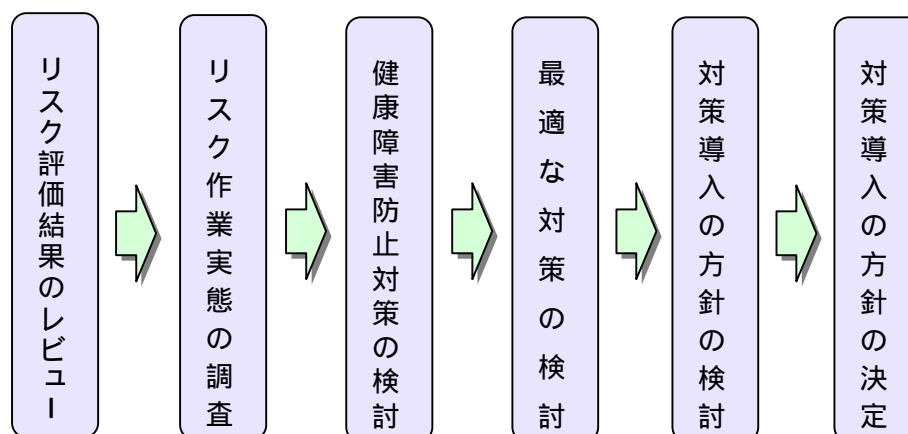 リスク評価結果のレビュー
リスク作業実態の調査
健康障害防止対策の検討
最適な対策の検討
対策導入の方針の検討
対策導入の方針の決定